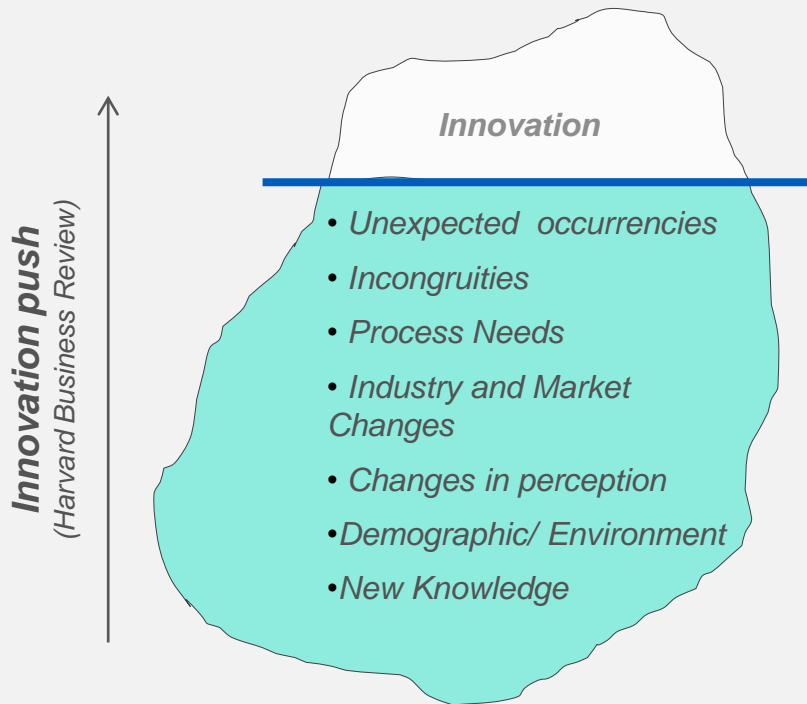 Innovation
• Unexpected occurrencies
• Incongruities
• Process Needs
• Industry and Market
Changes
• Changes in perception
•Demographic/ Environment
•New Knowledge
Innovation push
(Harvard Business Review)